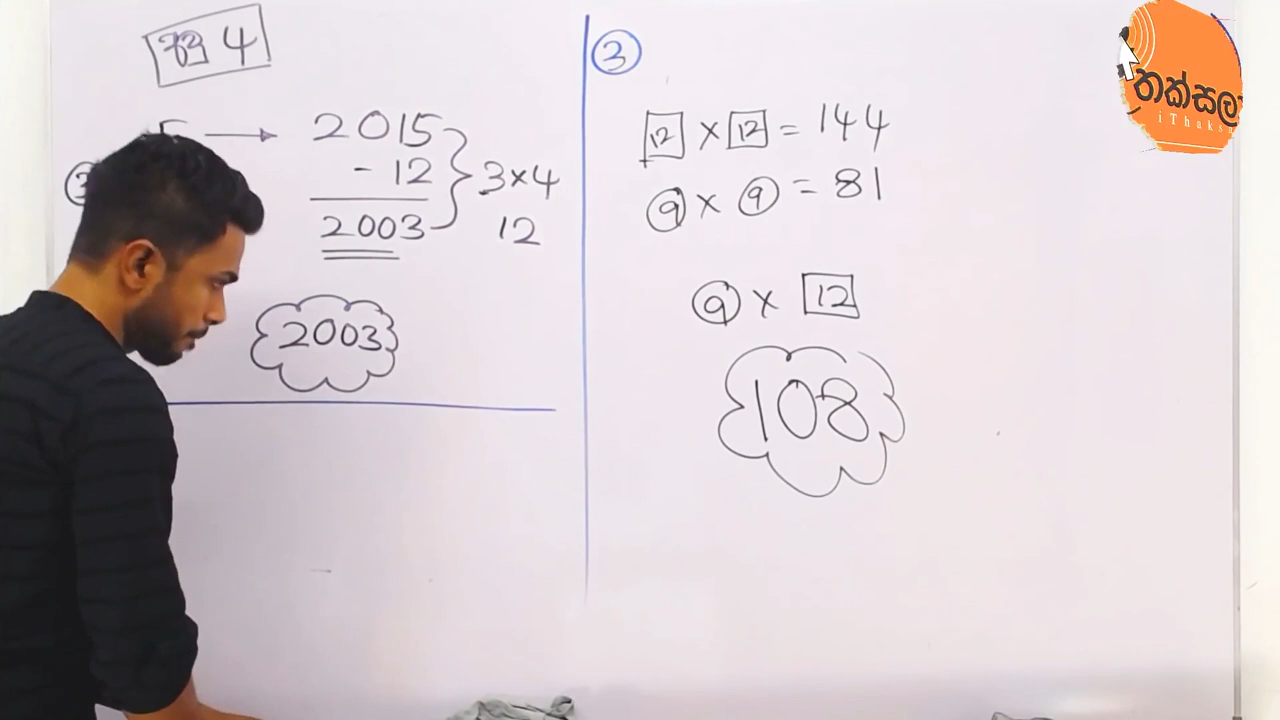 4
2015
- 12
2003
3×4
12
2003
3
12 × 12 = 144
9 × 9 = 81
9 × 12
108
තක්සලා
iThaksa